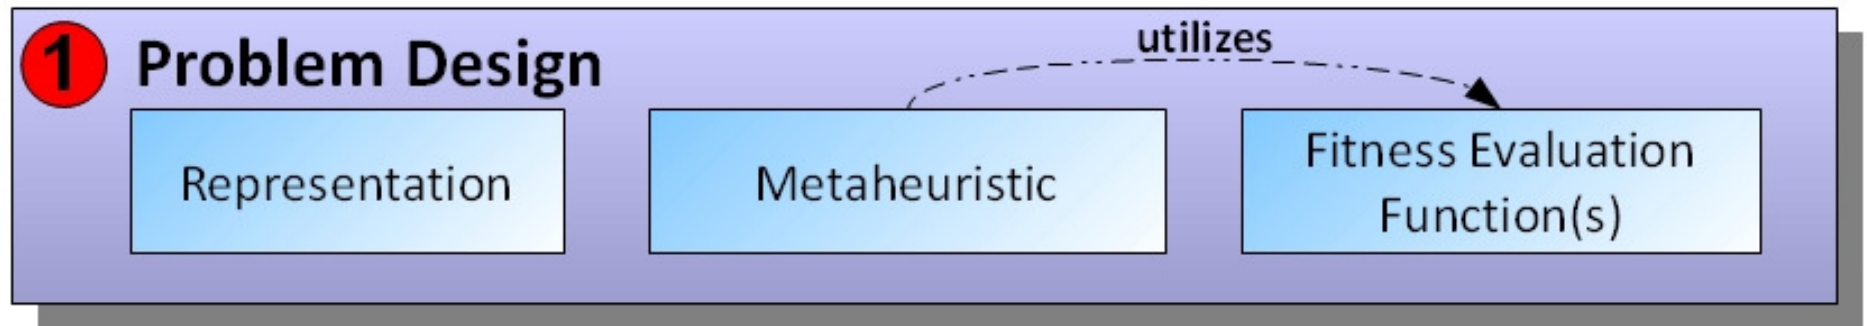 1 Problem Design
utilizes
Representation
Metaheuristic
Fitness Evaluation
Function(s)